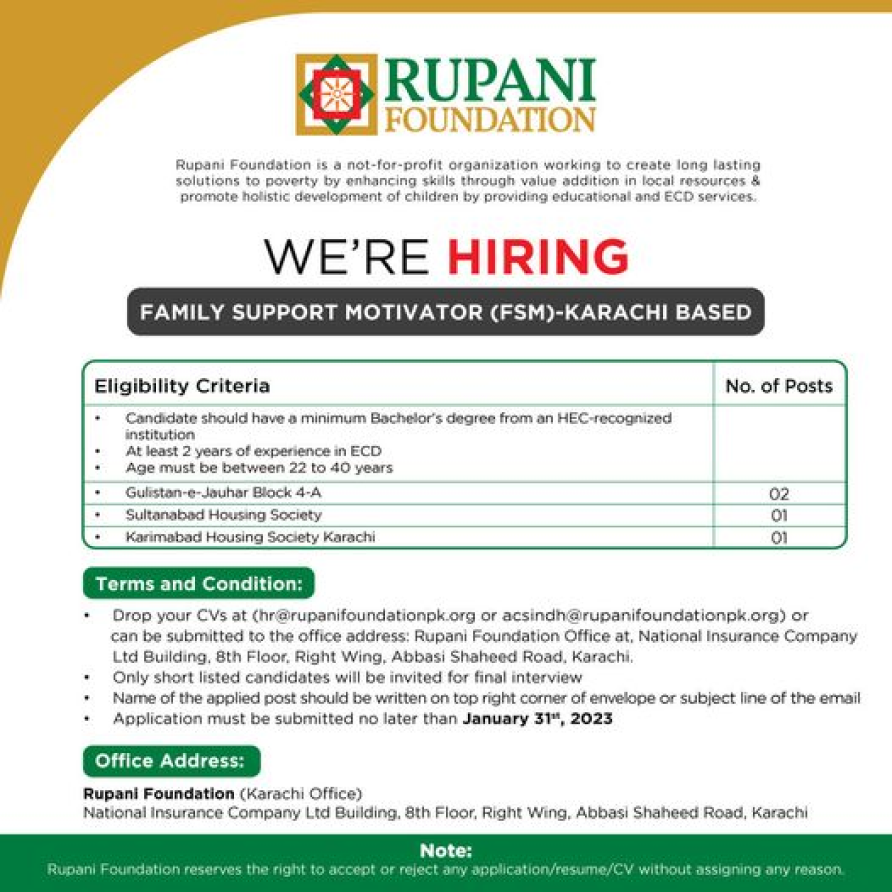 RUPANI
FOUNDATION
Rupani Foundation is a not-for-profit organization working to create long lasting
solutions to poverty by enhancing skills through value addition in local resources &
promote holistic development of children by providing educational and ECD services.
WE'RE HIRING
FAMILY SUPPORT MOTIVATOR (FSM)-KARACHI BASED
Eligibility Criteria No. of Posts
• Candidate should have a minimum Bachelor's degree from an HEC-recognized
institution
• At least 2 years of experience in ECD
• Age must be between 22 to 40 years
• Gulistan-e-Jauhar Block 4-A 02
• Sultanabad Housing Society 01
• Karimabad Housing Society Karachi 01
Terms and Condition:
• Drop your CVs at (hr@rupanifoundationpk.org or acsindh@rupanifoundationpk.org) or
can be submitted to the office address: Rupani Foundation Office at, National Insurance Company
Ltd Building, 8th Floor, Right Wing, Abbasi Shaheed Road, Karachi.
• Only short listed candidates will be invited for final interview
• Name of the applied post should be written on top right corner of envelope or subject line of the email
• Application must be submitted no later than January 31st, 2023
Office Address:
Rupani Foundation (Karachi Office)
National Insurance Company Ltd Building, 8th Floor, Right Wing, Abbasi Shaheed Road, Karachi
Note:
Rupani Foundation reserves the right to accept or reject any application/resume/CV without assigning any reason.